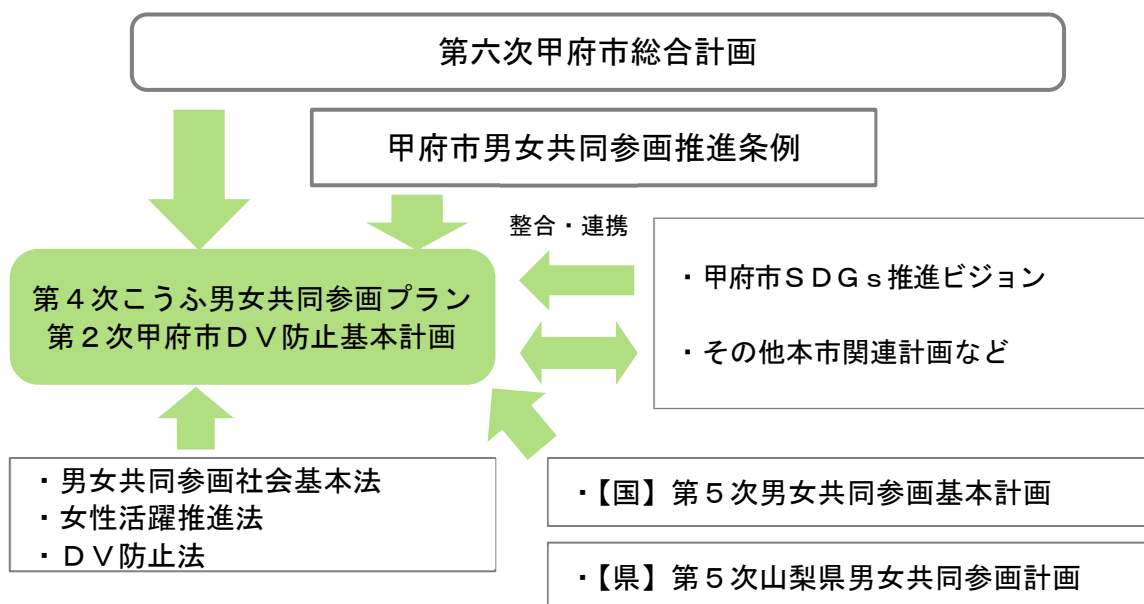 第六次甲府市総合計画
甲府市男女共同参画推進条例
整合・連携
第４次こうふ男女共同参画プラン
第２次甲府市ＤＶ防止基本計画
・甲府市ＳＤＧｓ推進ビジョン
・その他本市関連計画など
・男女共同参画社会基本法
・女性活躍推進法
・ＤＶ防止法
・【国】第５次男女共同参画基本計画
・【県】第５次山梨県男女共同参画計画